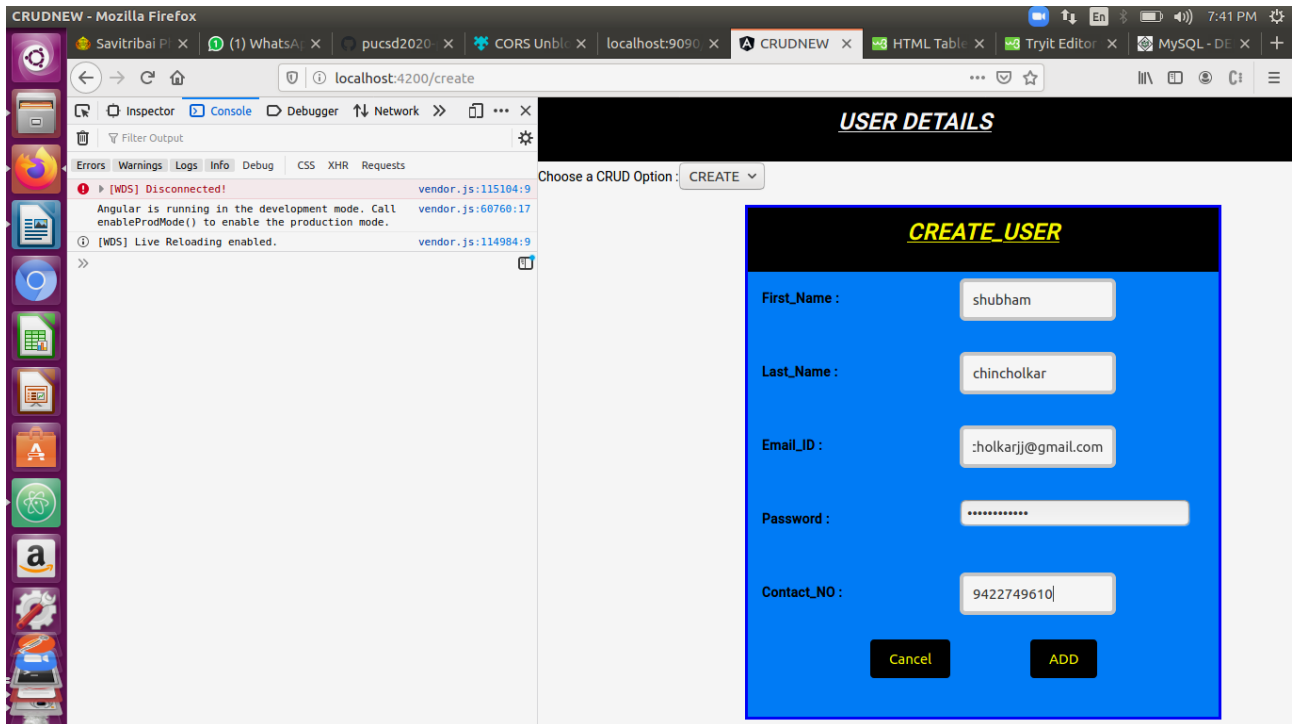 CRUDNEW - Mozilla Firefox
En
7:41 PM
Savitribai P
(1) WhatsA
pucsd2020-
CORS Unblo
localhost:9090
CRUDNEW
HTML Table
Tryit Editor
MySQL - DE
localhost:4200/create
Inspector Console Debugger Network
Filter Output
Errors Warnings Logs Info Debug CSS XHR Requests
[WDS] Disconnected! vendor.js:115104:9
Angular is running in the development mode. Call vendor.js:60760:17
enableProdMode() to enable the production mode.
[WDS] Live Reloading enabled. vendor.js:114984:9
USER DETAILS
Choose a CRUD Option : CREATE
CREATE_USER
First_Name : shubham
Last_Name : chincholkar
Email_ID : :holkarjj@gmail.com
Password : ••••••••••••
Contact_NO : 9422749610
Cancel ADD